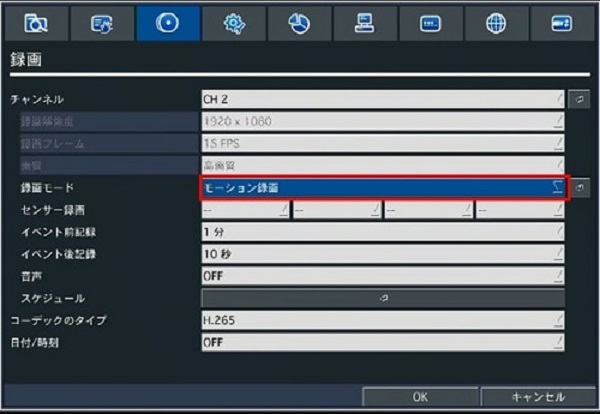 録画
チャンネル CH 2
録画解像度 1920 x 1080
録画フレーム 15 FPS
画質 高画質
録画モード モーション録画
センサー録画 -- -- -- --
イベント前記録 1 分
イベント後記録 10 秒
音声 OFF
スケジュール
コーデックのタイプ H.265
日付/時刻 OFF
OK キャンセル